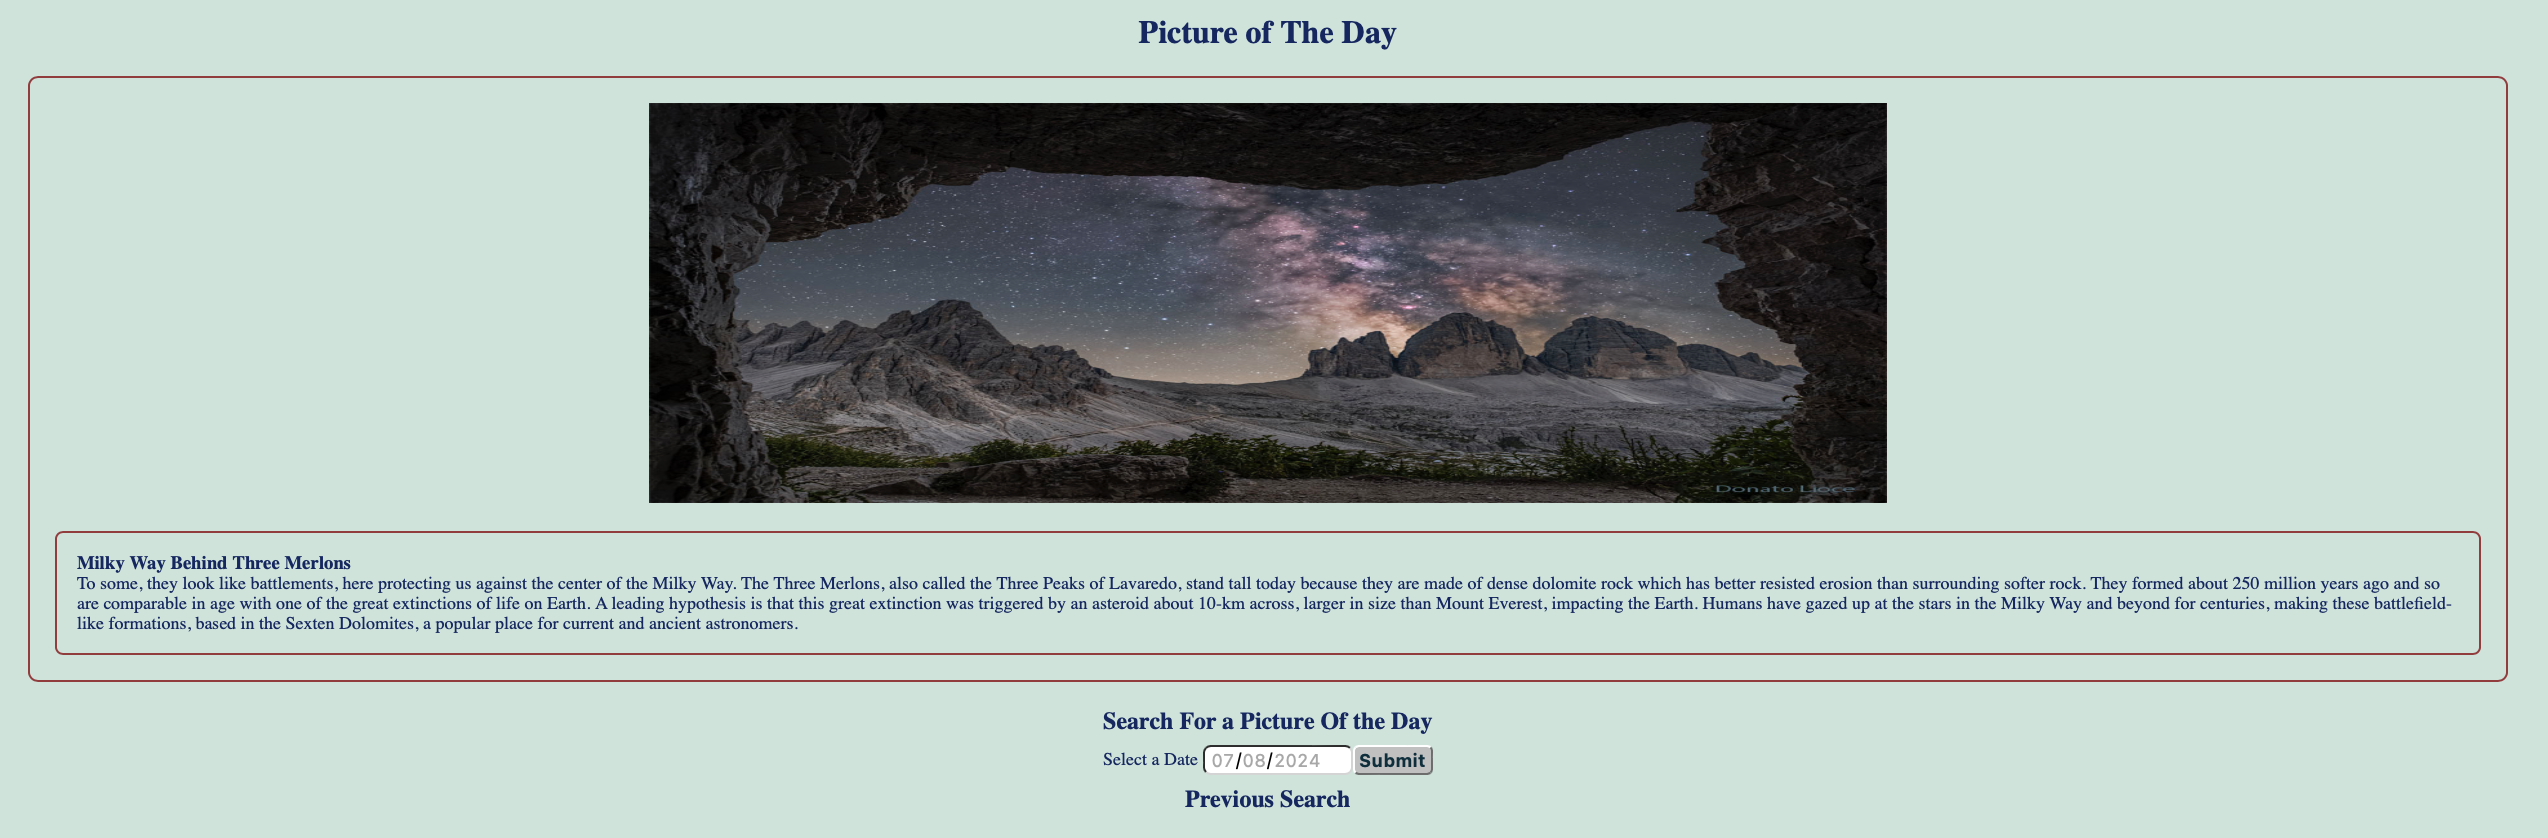 Picture of The Day
Donato Lioce
Milky Way Behind Three Merlons
To some, they look like battlements, here protecting us against the center of the Milky Way. The Three Merlons, also called the Three Peaks of Lavaredo, stand tall today because they are made of dense dolomite rock which has better resisted erosion than surrounding softer rock. They formed about 250 million years ago and so
are comparable in age with one of the great extinctions of life on Earth. A leading hypothesis is that this great extinction was triggered by an asteroid about 10-km across, larger in size than Mount Everest, impacting the Earth. Humans have gazed up at the stars in the Milky Way and beyond for centuries, making these battlefield-
like formations, based in the Sexten Dolomites, a popular place for current and ancient astronomers.
Search For a Picture Of the Day
Select a Date 07/08/2024 Submit
Previous Search